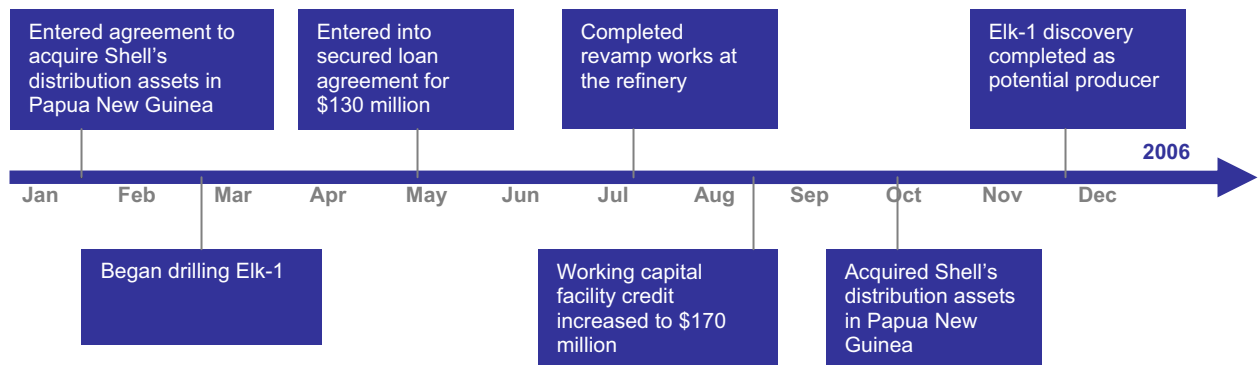 Entered agreement to
acquire Shell’s
distribution assets in
Papua New Guinea
Entered into
secured loan
agreement for
$130 million
Completed
revamp works at
the refinery
Elk-1 discovery
completed as
potential producer
2006
Jan Feb Mar Apr May Jun Jul Aug Sep Oct Nov Dec
Began drilling Elk-1
Working capital
facility credit
increased to $170
million
Acquired Shell’s
distribution assets
in Papua New
Guinea